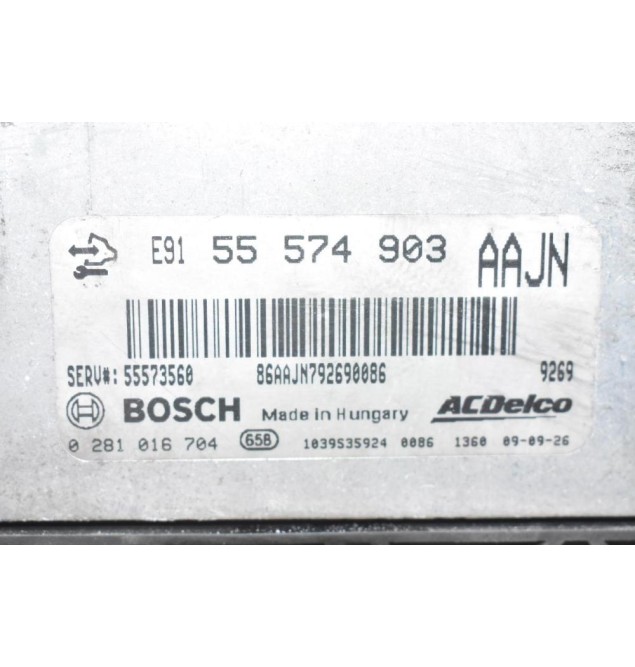 E91 55 574 903 AAJN
SERV#: 55573560 86AAJN792690086 9269
BOSCH Made in Hungary ACDelco
0 281 016 704 658 1039S35924 0086 1360 09-09-26